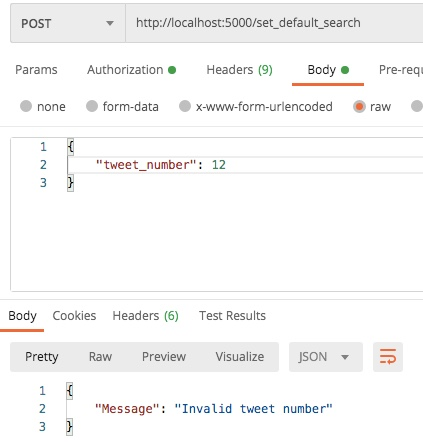 POST http://localhost:5000/set_default_search
Params Authorization Headers (9) Body
none form-data x-www-form-urlencoded raw
1 {
2 "tweet_number": 12
3 }
Body Cookies Headers (6) Test Results
Pretty Raw Preview Visualize JSON
1 {
2 "Message": "Invalid tweet number"
3 }